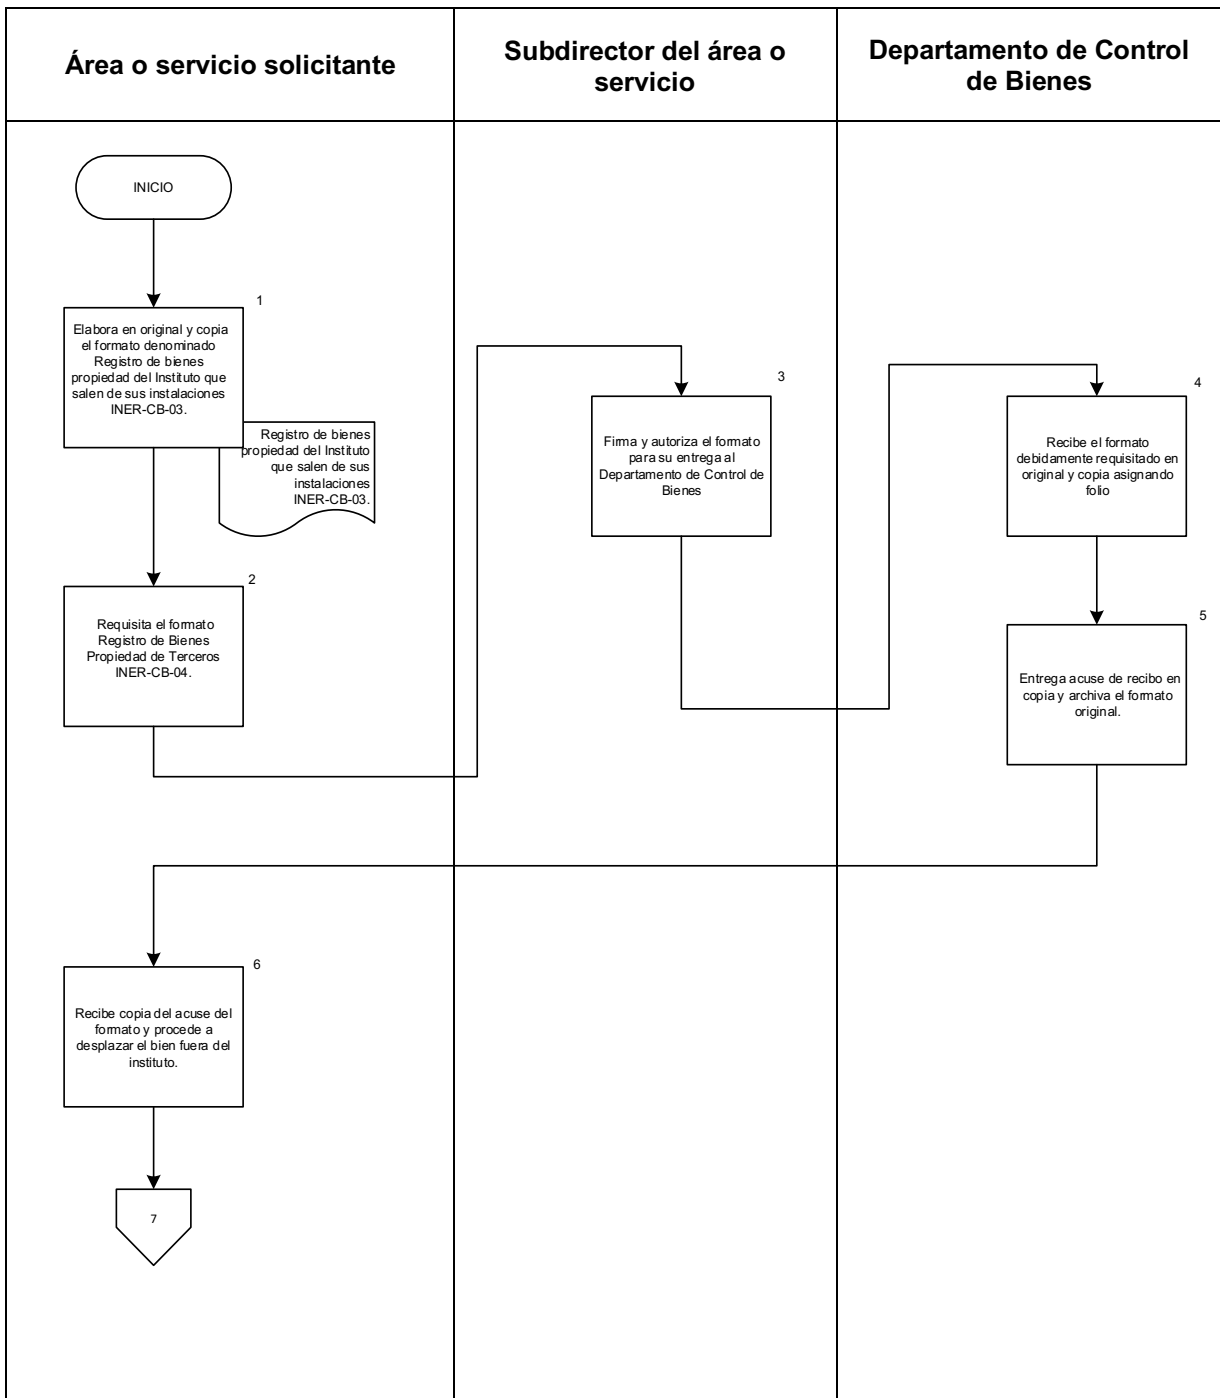 Área o servicio solicitante
Subdirector del área o
servicio
Departamento de Control
de Bienes
INICIO
1
Elabora en original y copia
el formato denominado
Registro de bienes
propiedad del Instituto que
salen de sus instalaciones
INER-CB-03.
Registro de bienes
propiedad del Instituto
que salen de sus
instalaciones
INER-CB-03.
2
Requisita el formato
Registro de Bienes
Propiedad de Terceros
INER-CB-04.
3
Firma y autoriza el formato
para su entrega al
Departamento de Control de
Bienes
4
Recibe el formato
debidamente requisitado en
original y copia asignando
folio
5
Entrega acuse de recibo en
copia y archiva el formato
original.
6
Recibe copia del acuse del
formato y procede a
desplazar el bien fuera del
instituto.
7